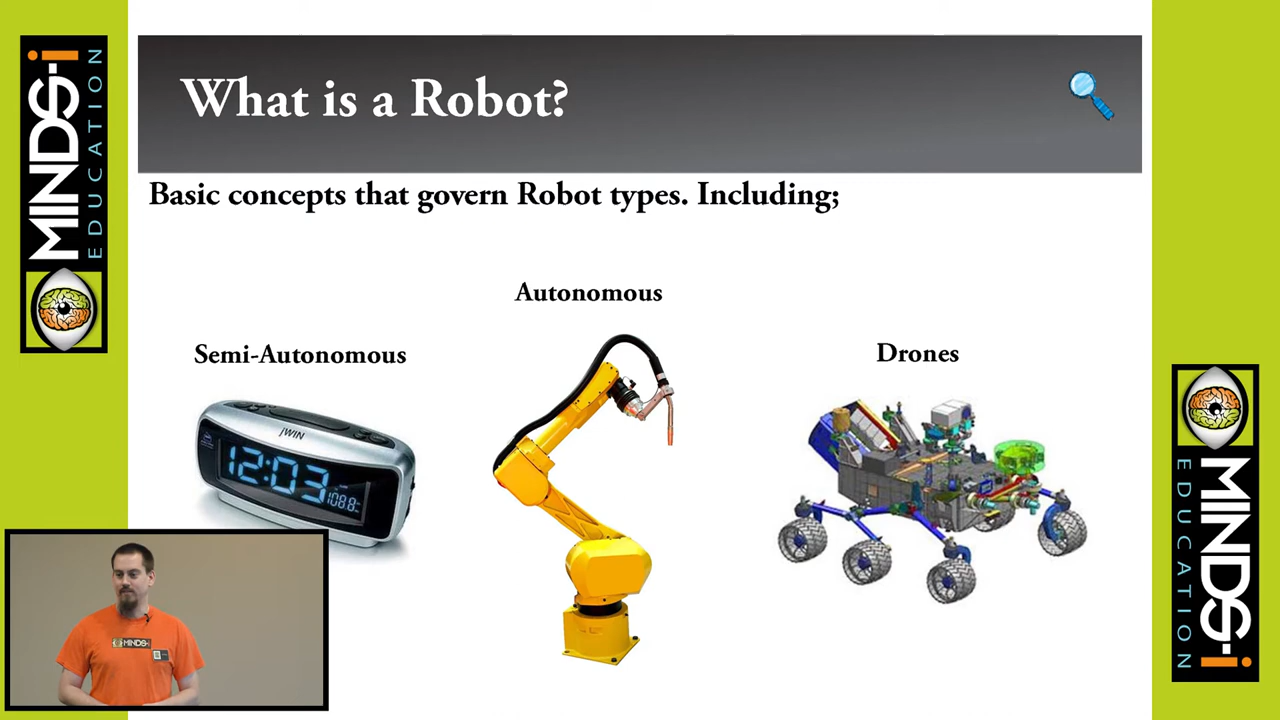 MINDS-i
EDUCATION
What is a Robot?
Basic concepts that govern Robot types. Including;
Autonomous
Semi-Autonomous
Drones
jWIN
12:03
108.8
MINDS-i
MINDS-i
EDUCATION